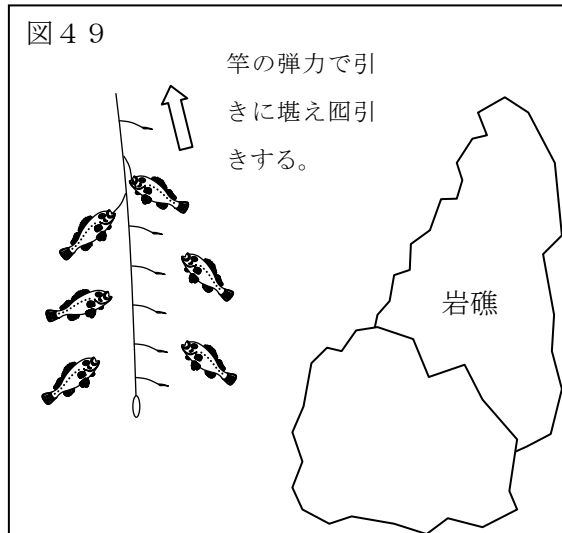 図４９
竿の弾力で引
きに堪え囮引
きする。
岩礁